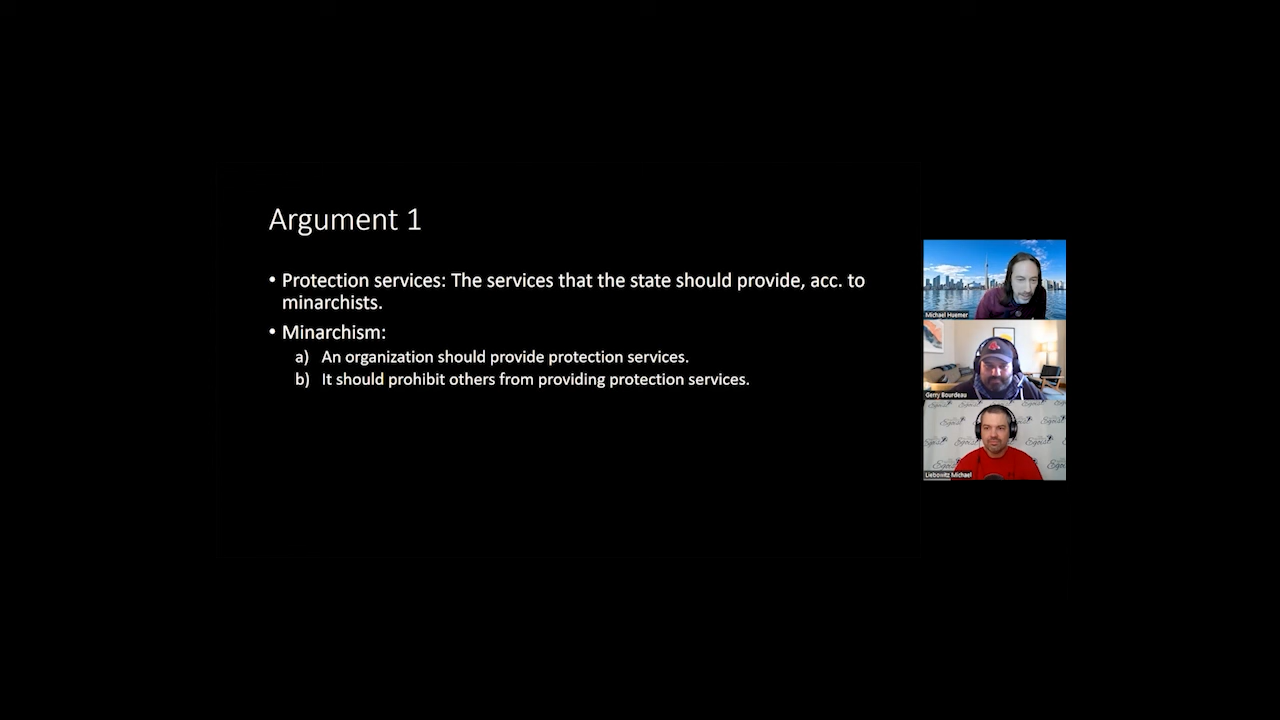 Argument 1
• Protection services: The services that the state should provide, acc. to
minarchists.
• Minarchism:
a) An organization should provide protection services.
b) It should prohibit others from providing protection services.
Michael Huemer
Gerry Bourdeau
Liebowitz Michael
Egoist